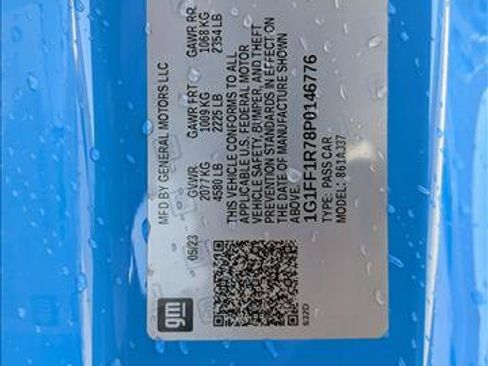 MFD BY GENERAL MOTORS LLC
05/23 GVWR GAWR FRT GAWR RR
2077 KG 1009 KG 1068 KG
4580 LB 2225 LB 2354 LB
THIS VEHICLE CONFORMS TO ALL
APPLICABLE U.S. FEDERAL MOTOR
VEHICLE SAFETY, BUMPER, AND THEFT
PREVENTION STANDARDS IN EFFECT ON
THE DATE OF MANUFACTURE SHOWN
ABOVE.
1G1FF1R78P0146776
TYPE: PASS CAR
MODEL: 861AJ37
gm